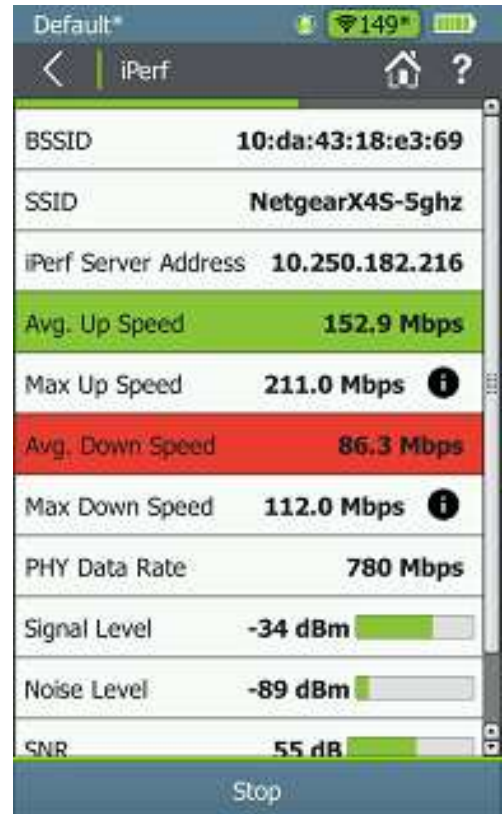 Default*
149*
iPerf
?
BSSID 10:da:43:18:e3:69
SSID NetgearX4S-5ghz
iPerf Server Address 10.250.182.216
Avg. Up Speed 152.9 Mbps
Max Up Speed 211.0 Mbps i
Avg. Down Speed 86.3 Mbps
Max Down Speed 112.0 Mbps i
PHY Data Rate 780 Mbps
Signal Level -34 dBm
Noise Level -89 dBm
SNR 55 dB
Stop